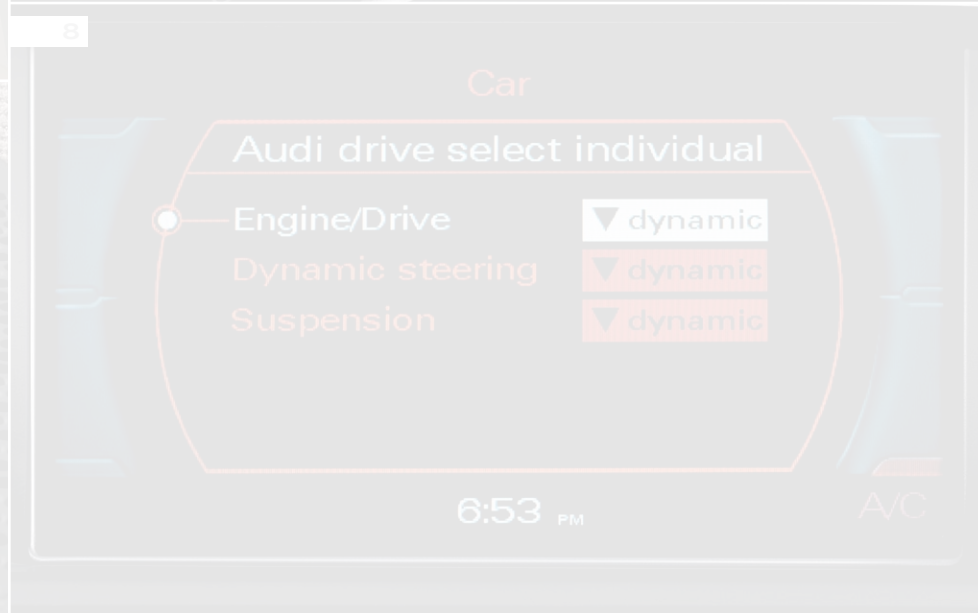 8
Car
Audi drive select individual
Engine/Drive ▼ dynamic
Dynamic steering ▼ dynamic
Suspension ▼ dynamic
6:53 PM
A/C